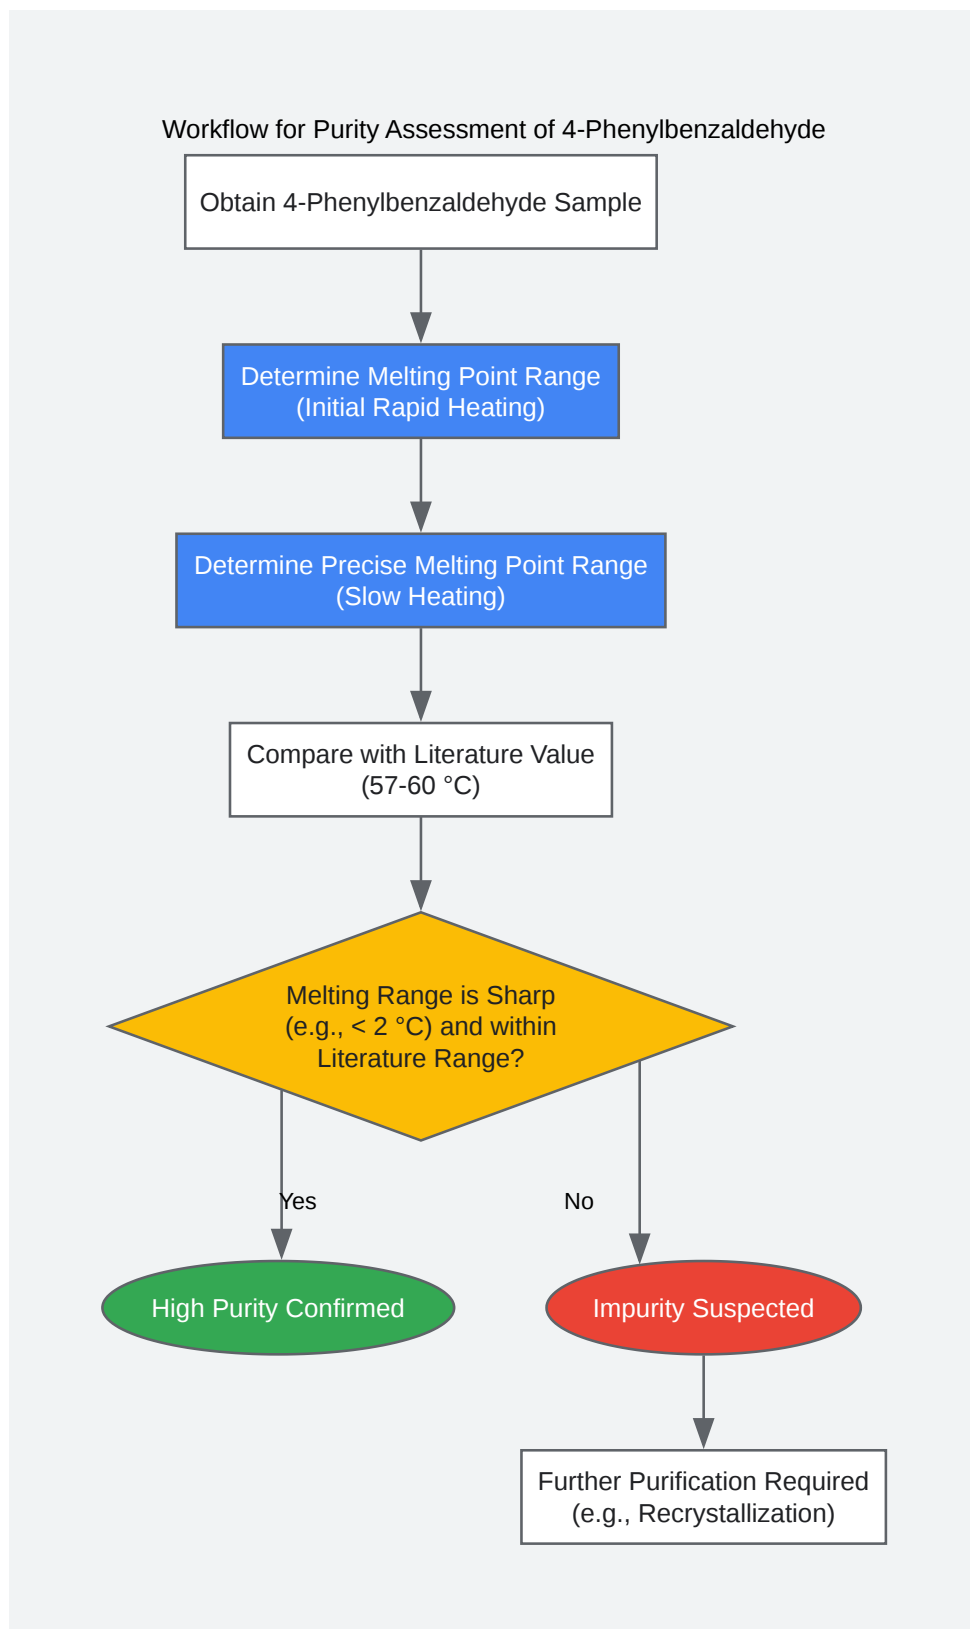 Workflow for Purity Assessment of 4-Phenylbenzaldehyde
Obtain 4-Phenylbenzaldehyde Sample
Determine Melting Point Range
(Initial Rapid Heating)
Determine Precise Melting Point Range
(Slow Heating)
Compare with Literature Value
(57-60 °C)
Melting Range is Sharp
(e.g., < 2 °C) and within
Literature Range?
Yes
No
High Purity Confirmed
Impurity Suspected
Further Purification Required
(e.g., Recrystallization)